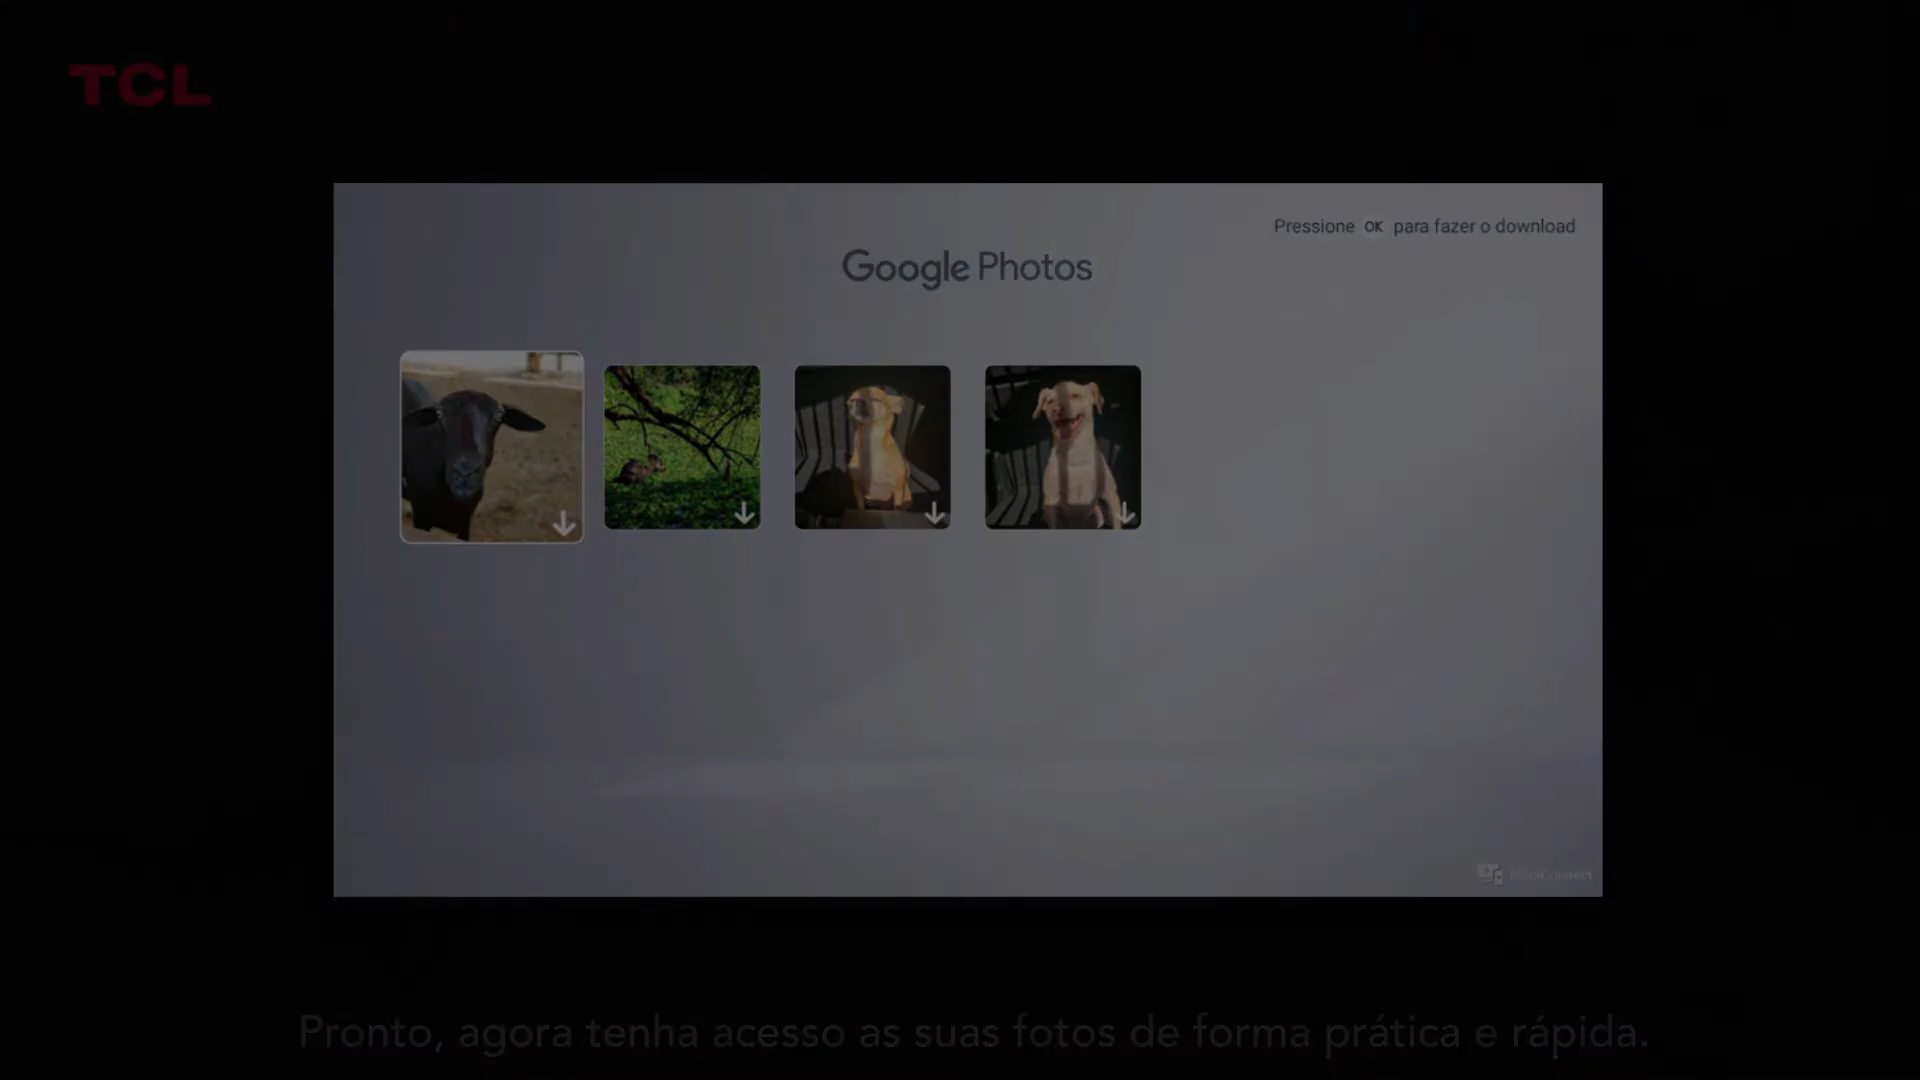 TCL
Pressione OK para fazer o download
Google Photos
MagiConnect
Pronto, agora tenha acesso as suas fotos de forma prática e rápida.